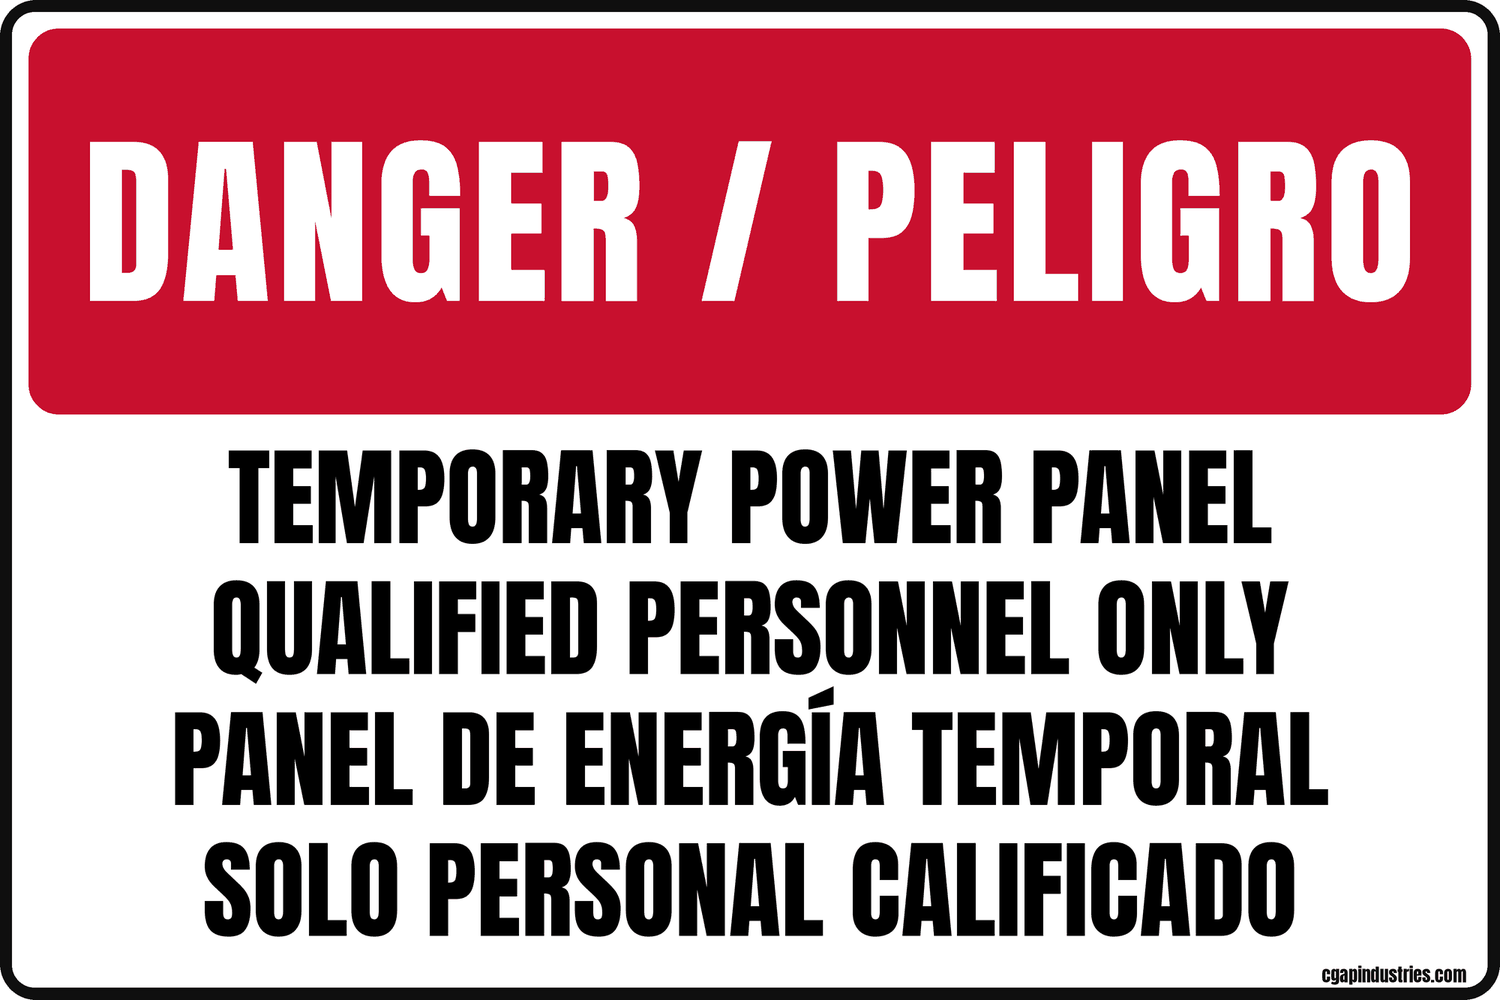 DANGER / PELIGRO
TEMPORARY POWER PANEL
QUALIFIED PERSONNEL ONLY
PANEL DE ENERGÍA TEMPORAL
SOLO PERSONAL CALIFICADO
cgapindustries.com